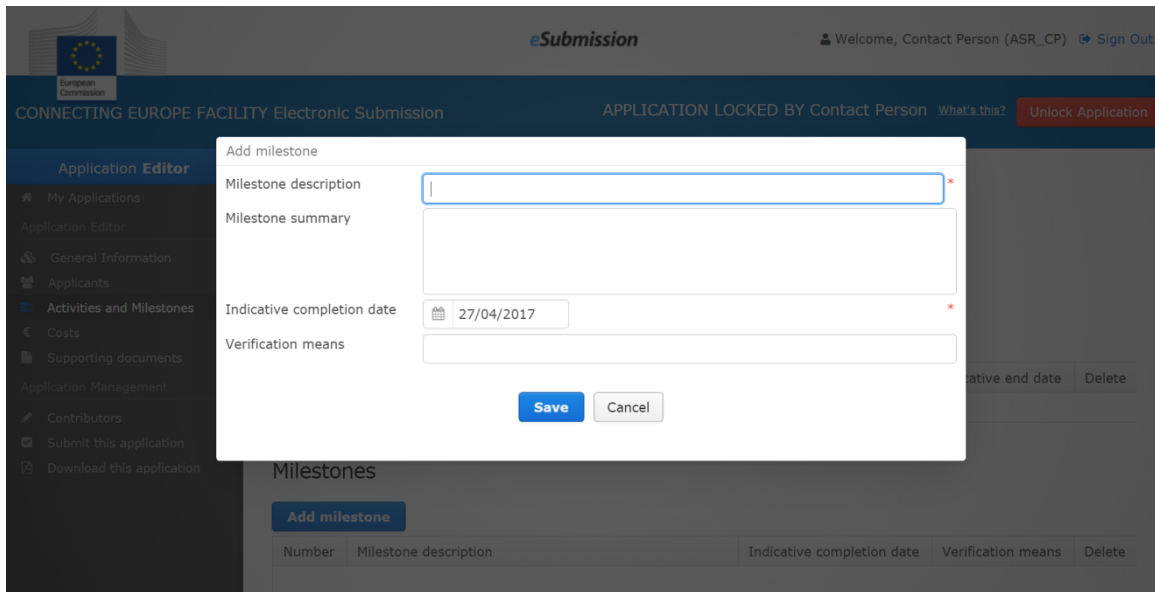 eSubmission
Welcome, Contact Person (ASR_CP) Sign Out
European
Commission
CONNECTING EUROPE FACILITY Electronic Submission
APPLICATION LOCKED BY Contact Person What's this? Unlock Application
Application Editor
My Applications
Application Editor
General Information
Applicants
Activities and Milestones
€ Costs
Supporting documents
Application Management
Contributors
Submit this application
Download this application
Add milestone
Milestone description *
Milestone summary
Indicative completion date 27/04/2017 *
Verification means
Save Cancel
cative end date Delete
Milestones
Add milestone
Number Milestone description Indicative completion date Verification means Delete